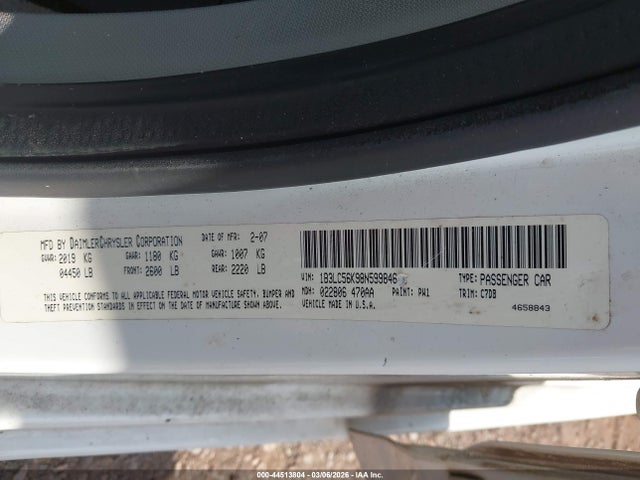 MFD BY DAIMLERCHRYSLER CORPORATION DATE OF MFR: 2-07
GVWR: 2019 KG GAWR: 1180 KG GAWR: 1007 KG
04450 LB FRONT: 2600 LB REAR: 2220 LB
THIS VEHICLE CONFORMS TO ALL APPLICABLE FEDERAL MOTOR VEHICLE SAFETY, BUMPER AND
THEFT PREVENTION STANDARDS IN EFFECT ON THE DATE OF MANUFACTURE SHOWN ABOVE.
VIN: 1B3LC56K98N599846 TYPE: PASSENGER CAR
MDH: 022806 470AA PAINT: PW1 TRIM: C7DB
VEHICLE MADE IN U.S.A.
4658843
000-44513804 | 03/06/2026 - IAA Inc.